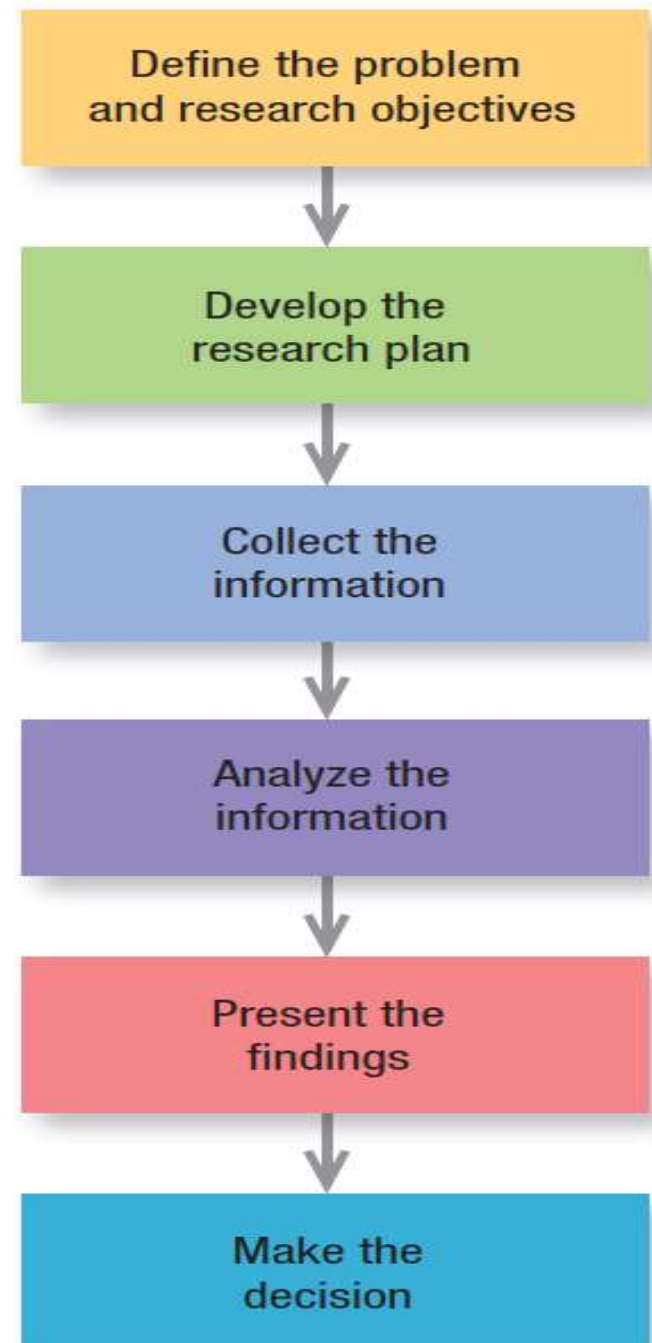 Define the problem
and research objectives
Develop the
research plan
Collect the
information
Analyze the
information
Present the
findings
Make the
decision